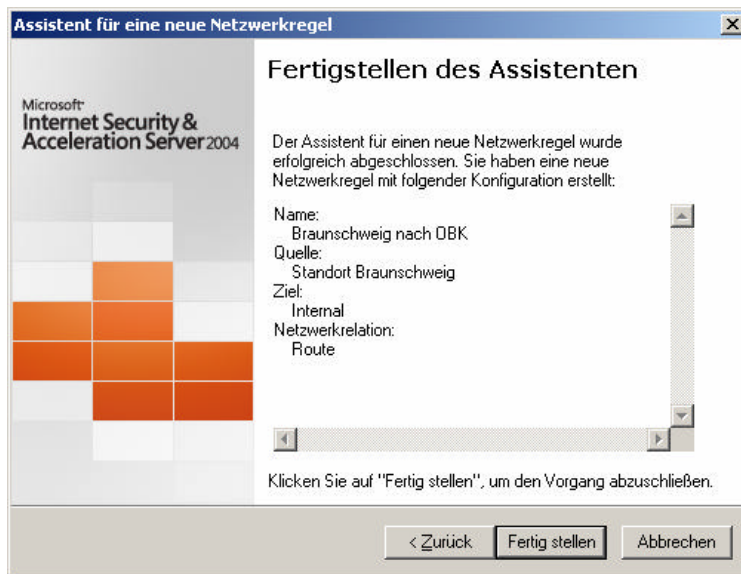 Assistent für eine neue Netzwerkregel
Microsoft
Internet Security &
Acceleration Server 2004
Fertigstellen des Assistenten
Der Assistent für einen neue Netzwerkregel wurde
erfolgreich abgeschlossen. Sie haben eine neue
Netzwerkregel mit folgender Konfiguration erstellt:
Name:
Braunschweig nach OBK
Quelle:
Standort Braunschweig
Ziel:
Internal
Netzwerkrelation:
Route
Klicken Sie auf "Fertig stellen", um den Vorgang abzuschließen.
< Zurück
Fertig stellen
Abbrechen